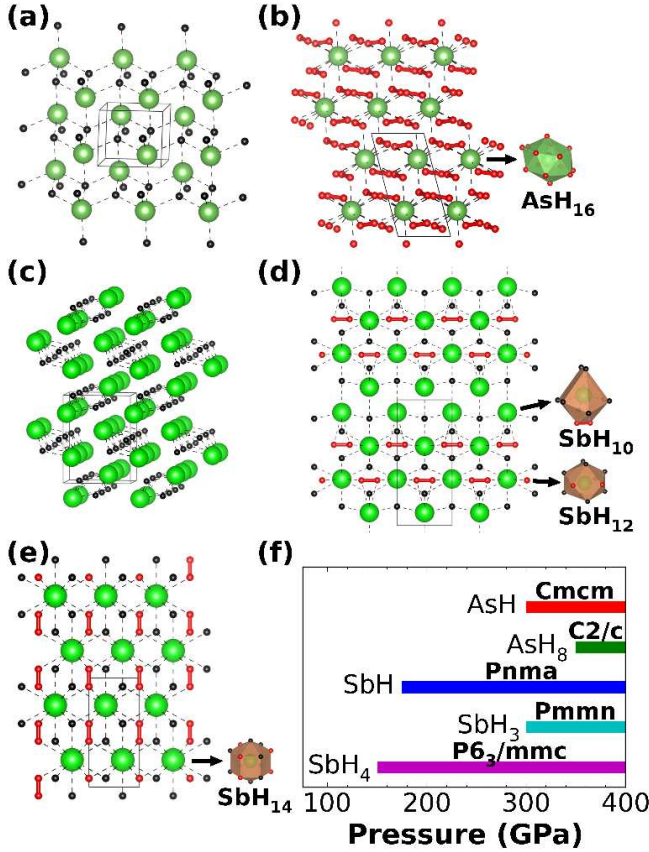 (a)
(b)
AsH₁₆
(c)
(d)
SbH₁₀
SbH₁₂
(e)
SbH₁₄
(f)
AsH Cmcm
AsH₈ C2/c
SbH Pnma
SbH₃ Pmmn
SbH₄ P6₃/mmc
100 200 300 400
Pressure (GPa)